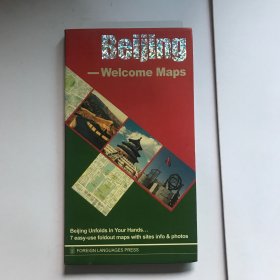 Beijing
—Welcome Maps
Beijing Unfolds in Your Hands...
7 easy-use foldout maps with sites info & photos
FOREIGN LANGUAGES PRESS